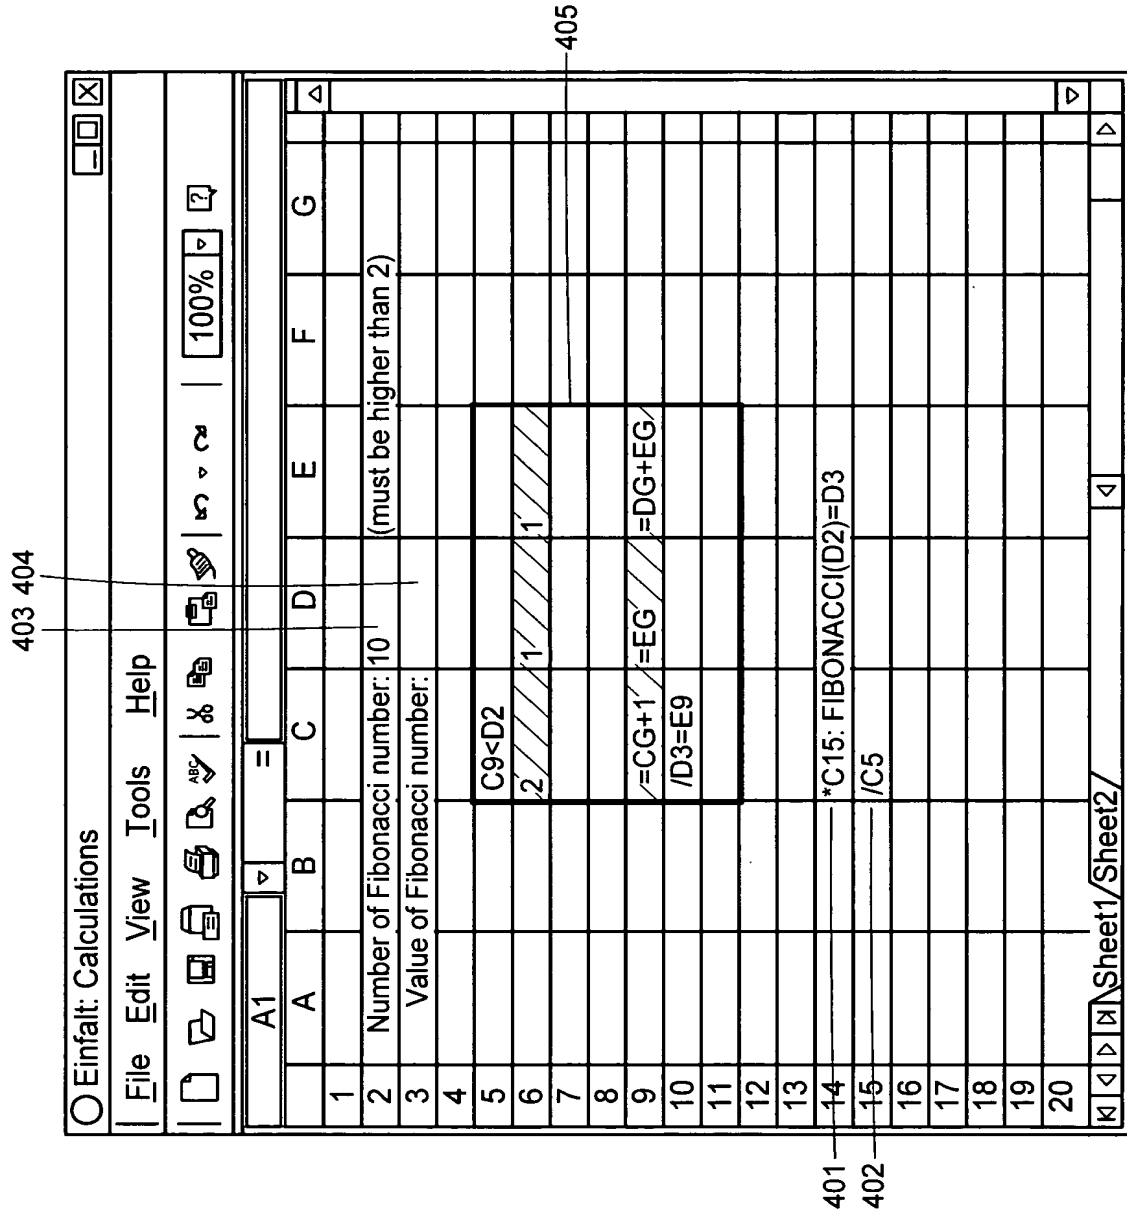 403 404
Einfalt: Calculations
File Edit View Tools Help
ABC 100% ?
A1 =
A B C D E F G
1
2 Number of Fibonacci number: 10 (must be higher than 2)
3 Value of Fibonacci number:
4
5 C9<D2
6 2 1 1
7
8
9 =CG+1 =EG =DG+EG
10 /D3=E9
11
12
13
14 *C15: FIBONACCI(D2)=D3
15 /C5
16
17
18
19
20
Sheet1/Sheet2/
405
401
402